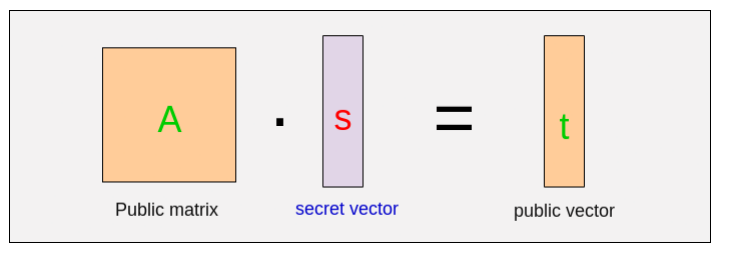 A · s = t
Public matrix secret vector public vector